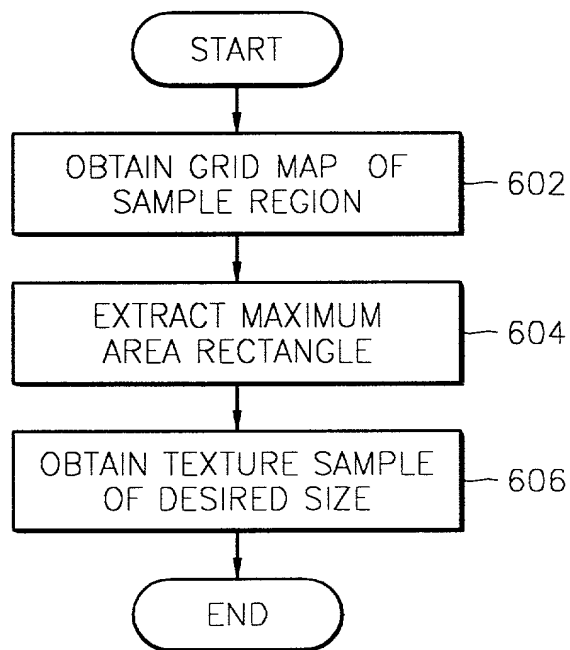 START
OBTAIN GRID MAP OF
SAMPLE REGION
602
EXTRACT MAXIMUM
AREA RECTANGLE
604
OBTAIN TEXTURE SAMPLE
OF DESIRED SIZE
606
END